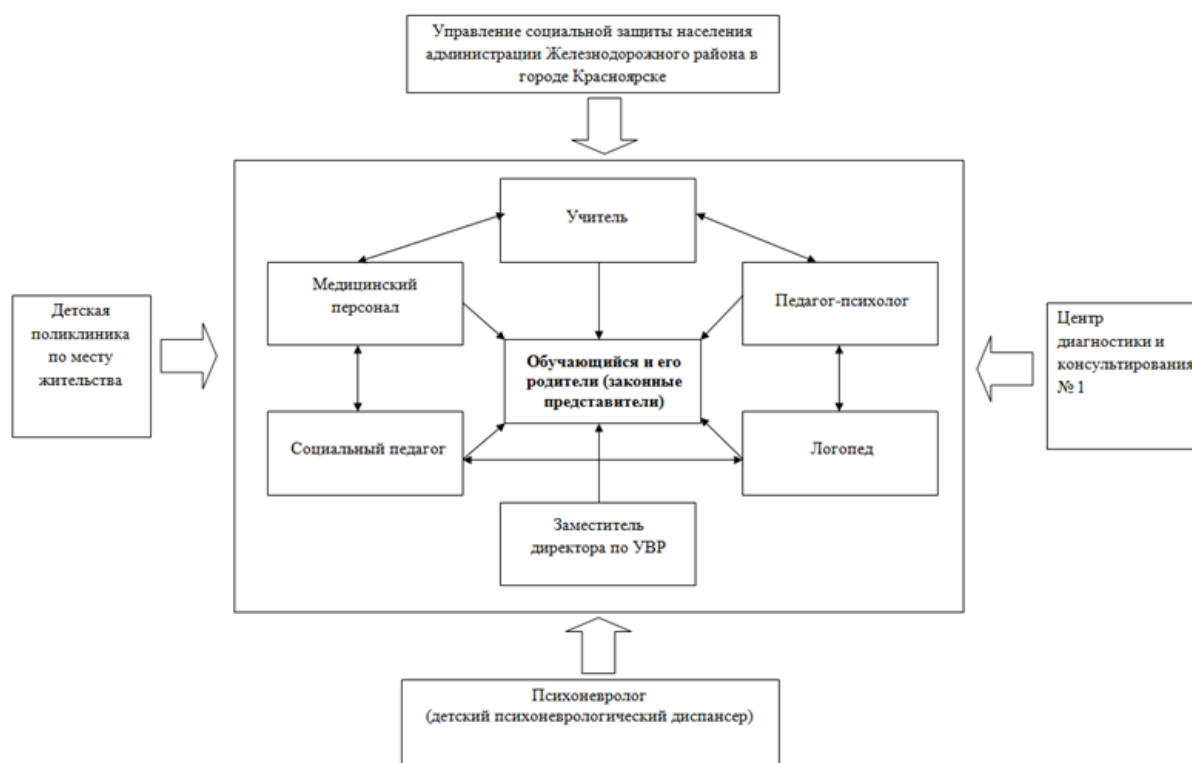 Управление социальной защиты населения
администрации Железнодорожного района в
городе Красноярске
Учитель
Медицинский
персонал
Педагог-психолог
Детская
поликлиника
по месту
жительства
Центр
диагностики и
консультирования
№ 1
Обучающийся и его
родители (законные
представители)
Социальный педагог
Логопед
Заместитель
директора по УВР
Психоневролог
(детский психоневрологический диспансер)